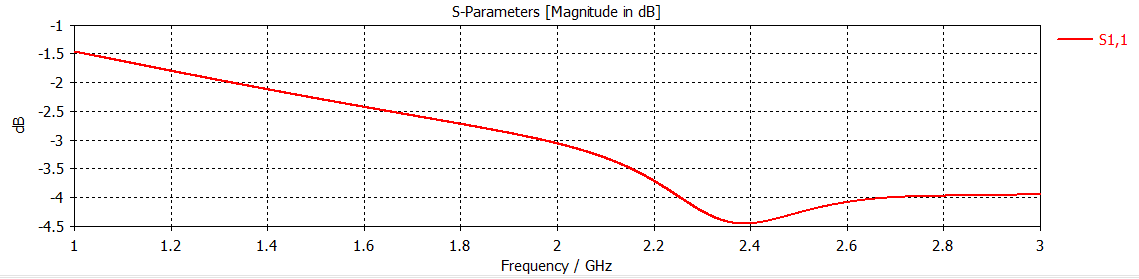 S-Parameters [Magnitude in dB]
-1
-1.5
-2
-2.5
-3
-3.5
-4
-4.5
dB
1 1.2 1.4 1.6 1.8 2 2.2 2.4 2.6 2.8 3
Frequency / GHz
S1,1